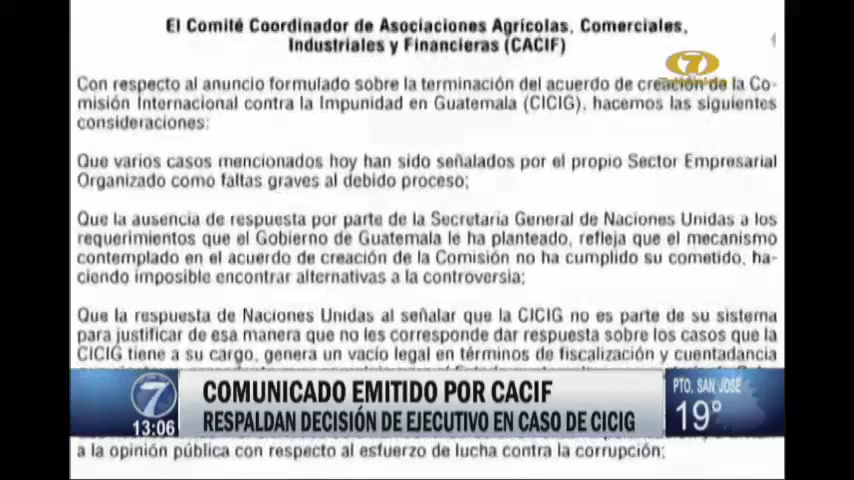 El Comité Coordinador de Asociaciones Agrícolas, Comerciales,
Industriales y Financieras (CACIF)
7
Con respecto al anuncio formulado sobre la terminación del acuerdo de creación de la Co-
misión Internacional contra la Impunidad en Guatemala (CICIG), hacemos las siguientes
consideraciones:
Que varios casos mencionados hoy han sido señalados por el propio Sector Empresarial
Organizado como faltas graves al debido proceso;
Que la ausencia de respuesta por parte de la Secretaría General de Naciones Unidas a los
requerimientos que el Gobierno de Guatemala le ha planteado, refleja que el mecanismo
contemplado en el acuerdo de creación de la Comisión no ha cumplido su cometido, ha-
ciendo imposible encontrar alternativas a la controversia;
Que la respuesta de Naciones Unidas al señalar que la CICIG no es parte de su sistema
para justificar de esa manera que no les corresponde dar respuesta sobre los casos que la
CICIG tiene a su cargo, genera un vacío legal en términos de fiscalización y cuentadancia
7
13:06
COMUNICADO EMITIDO POR CACIF
RESPALDAN DECISIÓN DE EJECUTIVO EN CASO DE CICIG
PTO. SAN JOSÉ
19°
a la opinión pública con respecto al esfuerzo de lucha contra la corrupción;